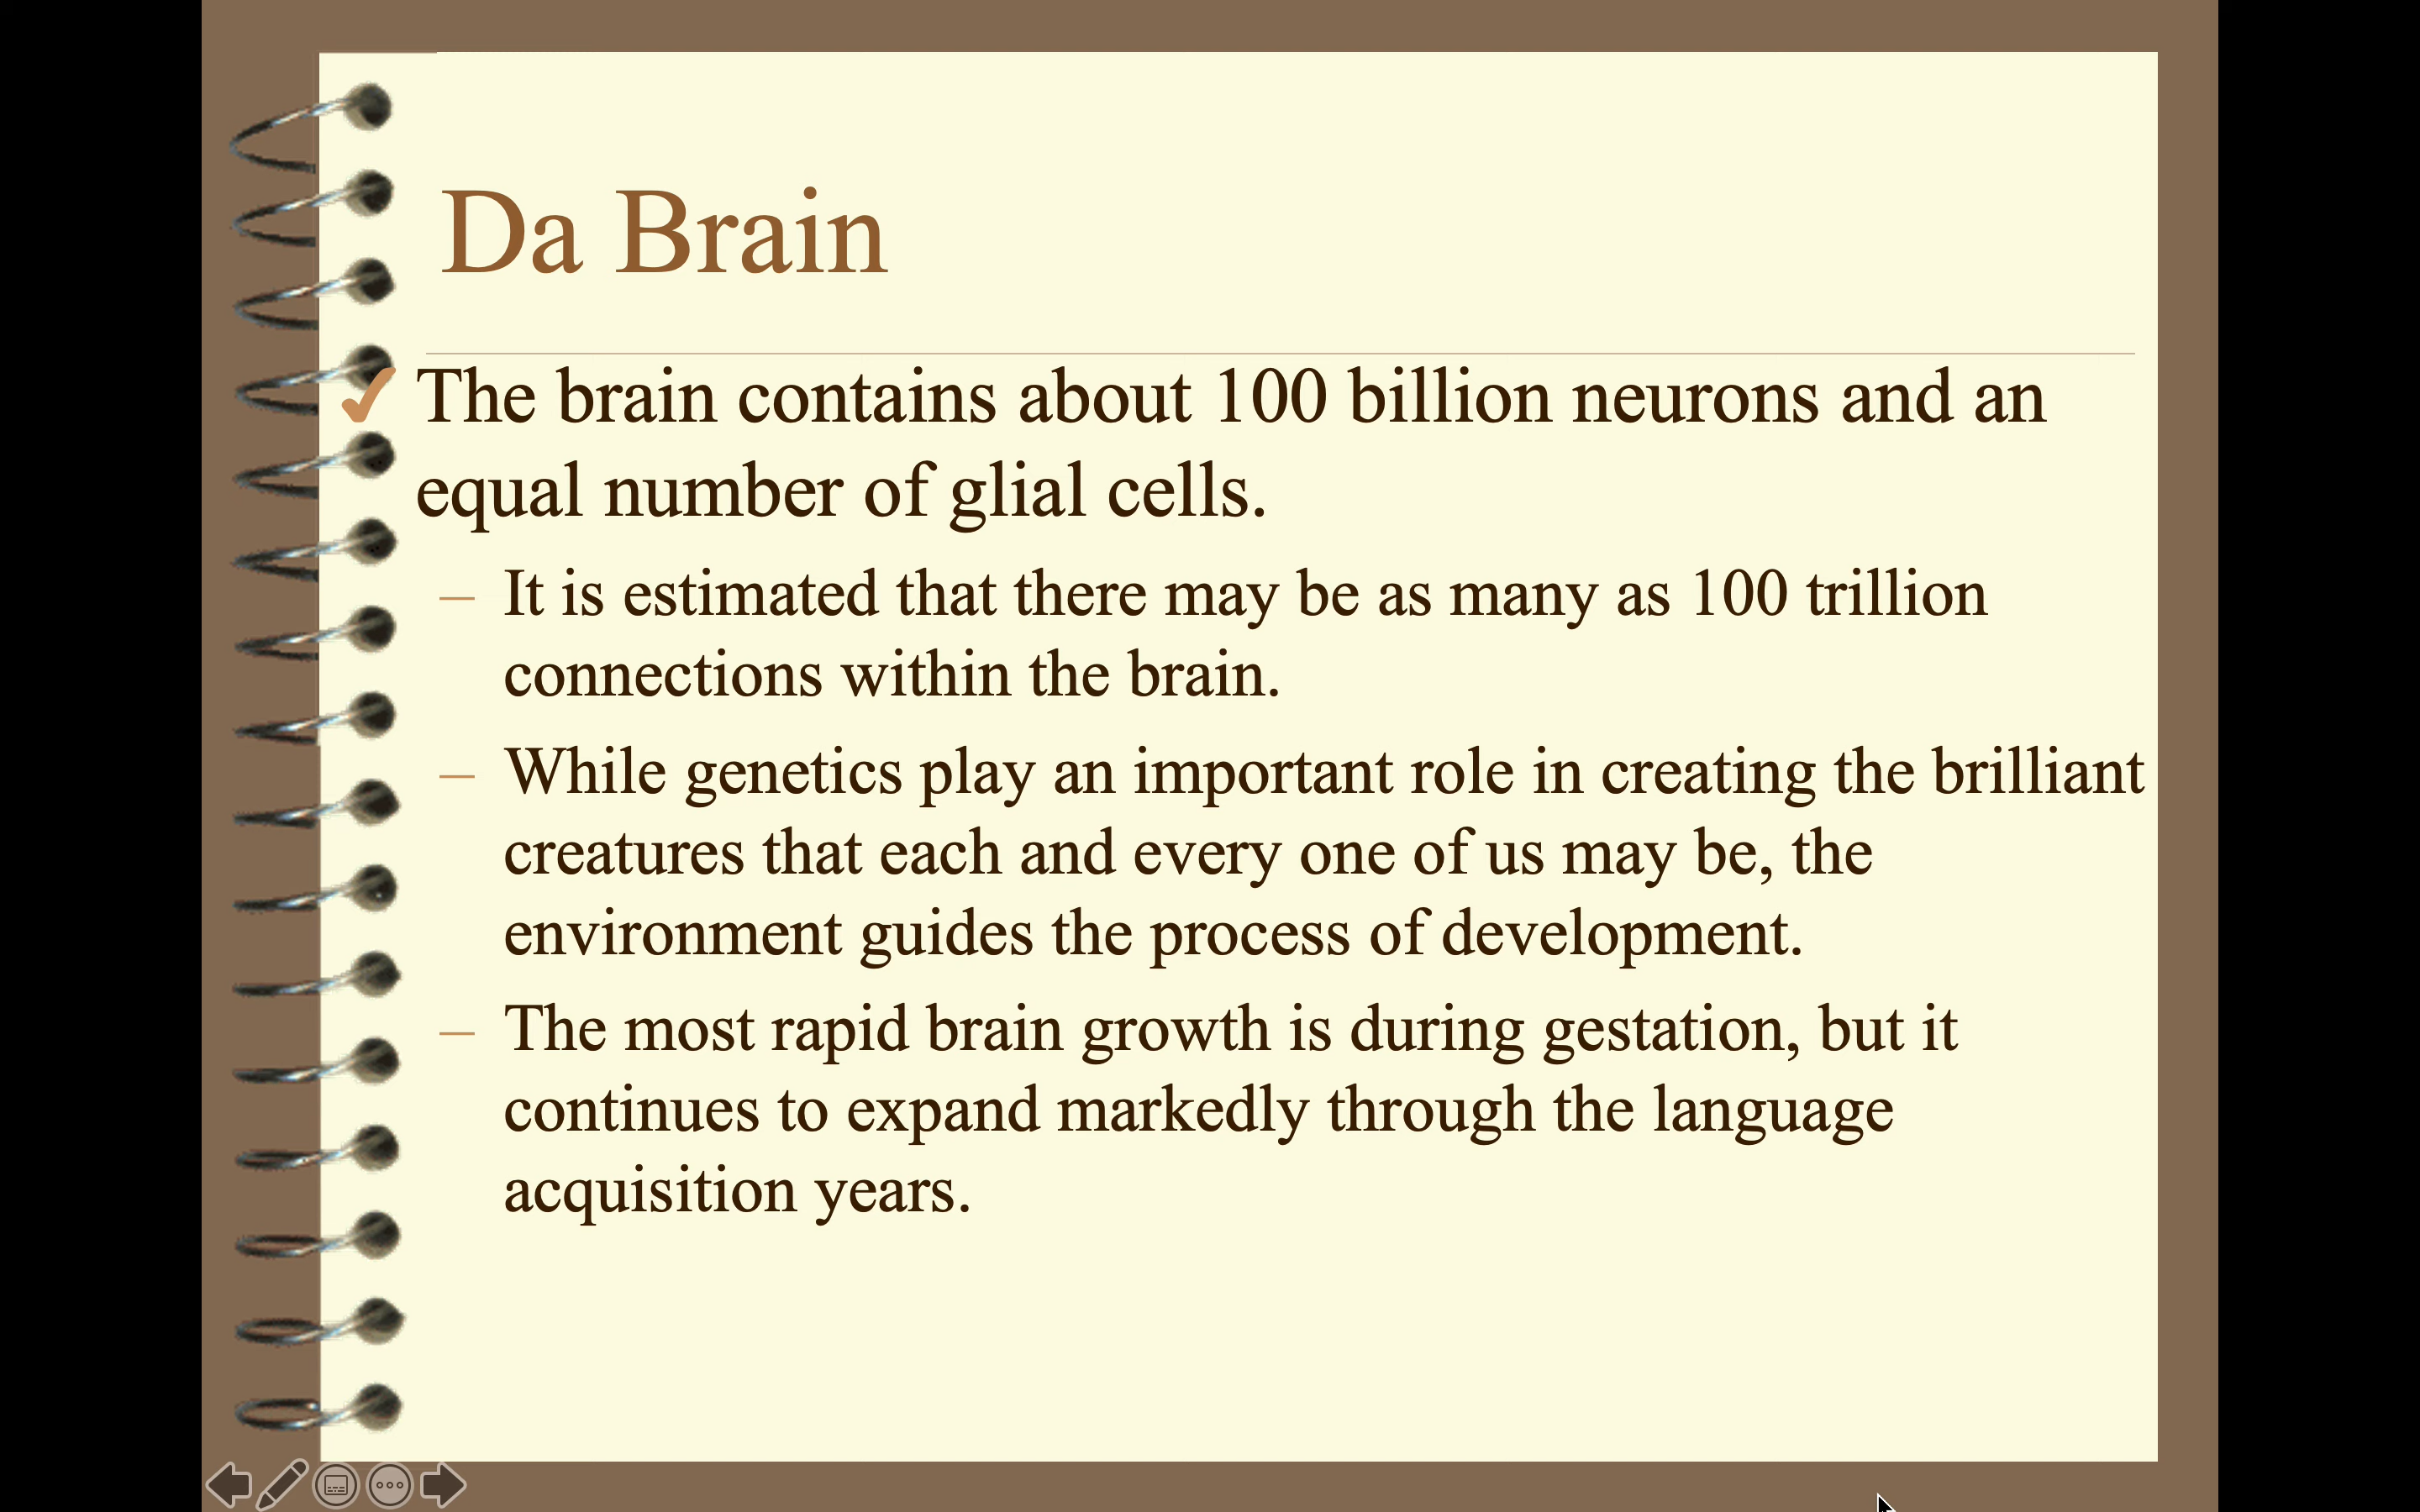 Da Brain
✓ The brain contains about 100 billion neurons and an
equal number of glial cells.
– It is estimated that there may be as many as 100 trillion
connections within the brain.
– While genetics play an important role in creating the brilliant
creatures that each and every one of us may be, the
environment guides the process of development.
– The most rapid brain growth is during gestation, but it
continues to expand markedly through the language
acquisition years.